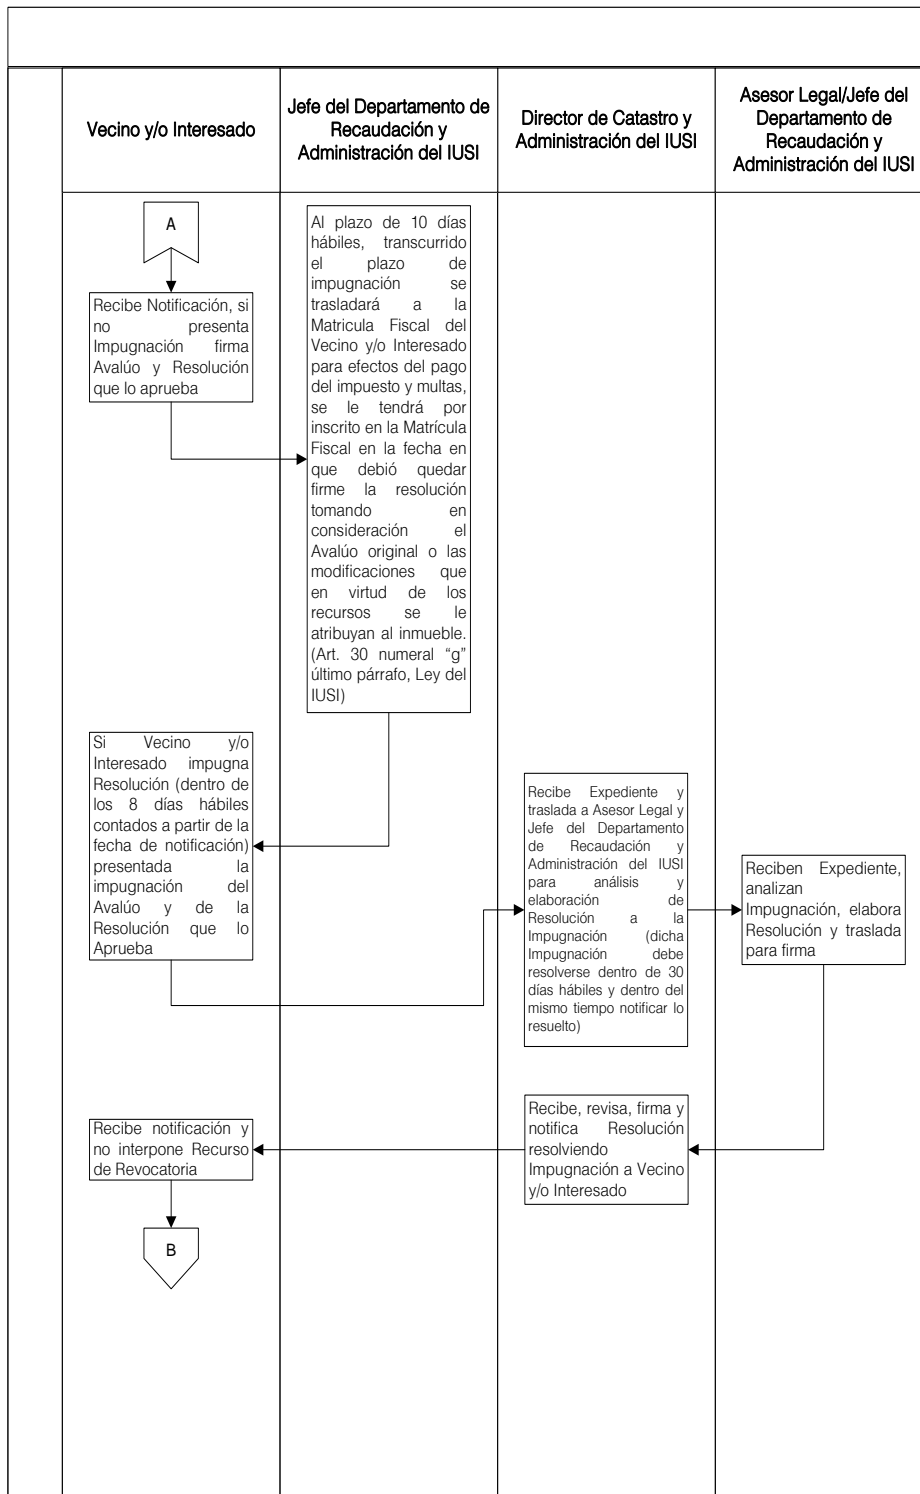 Vecino y/o Interesado
Jefe del Departamento de
Recaudación y
Administración del IUSI
Director de Catastro y
Administración del IUSI
Asesor Legal/Jefe del
Departamento de
Recaudación y
Administración del IUSI
A
Recibe Notificación, si
no presenta
Impugnación firma
Avalúo y Resolución
que lo aprueba
Al plazo de 10 días
hábiles, transcurrido
el plazo de
impugnación se
trasladará a la
Matricula Fiscal del
Vecino y/o Interesado
para efectos del pago
del impuesto y multas,
se le tendrá por
inscrito en la Matrícula
Fiscal en la fecha en
que debió quedar
firme la resolución
tomando en
consideración el
Avalúo original o las
modificaciones que
en virtud de los
recursos se le
atribuyan al inmueble.
(Art. 30 numeral “g”
último párrafo, Ley del
IUSI)
Si Vecino y/o
Interesado impugna
Resolución (dentro de
los 8 días hábiles
contados a partir de la
fecha de notificación)
presentada la
impugnación del
Avalúo y de la
Resolución que lo
Aprueba
Recibe Expediente y
traslada a Asesor Legal y
Jefe del Departamento
de Recaudación y
Administración del IUSI
para análisis y
elaboración de
Resolución a la
Impugnación (dicha
Impugnación debe
resolverse dentro de 30
días hábiles y dentro del
mismo tiempo notificar lo
resuelto)
Reciben Expediente,
analizan
Impugnación, elabora
Resolución y traslada
para firma
Recibe, revisa, firma y
notifica Resolución
resolviendo
Impugnación a Vecino
y/o Interesado
Recibe notificación y
no interpone Recurso
de Revocatoria
B